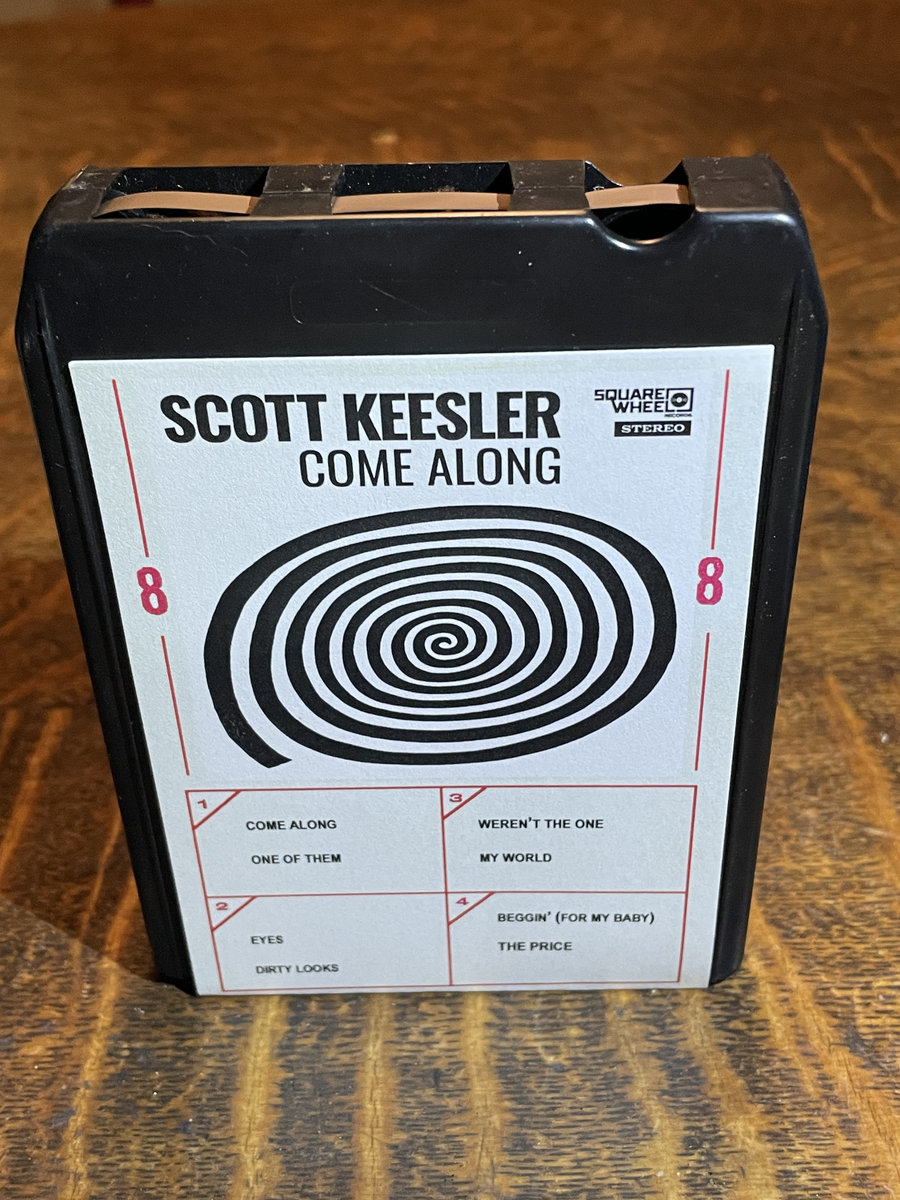 SCOTT KEESLER
COME ALONG
SQUARE
WHEEL
RECORDS
STEREO
8
8
1
COME ALONG
ONE OF THEM
2
EYES
DIRTY LOOKS
3
WEREN'T THE ONE
MY WORLD
4
BEGGIN' (FOR MY BABY)
THE PRICE